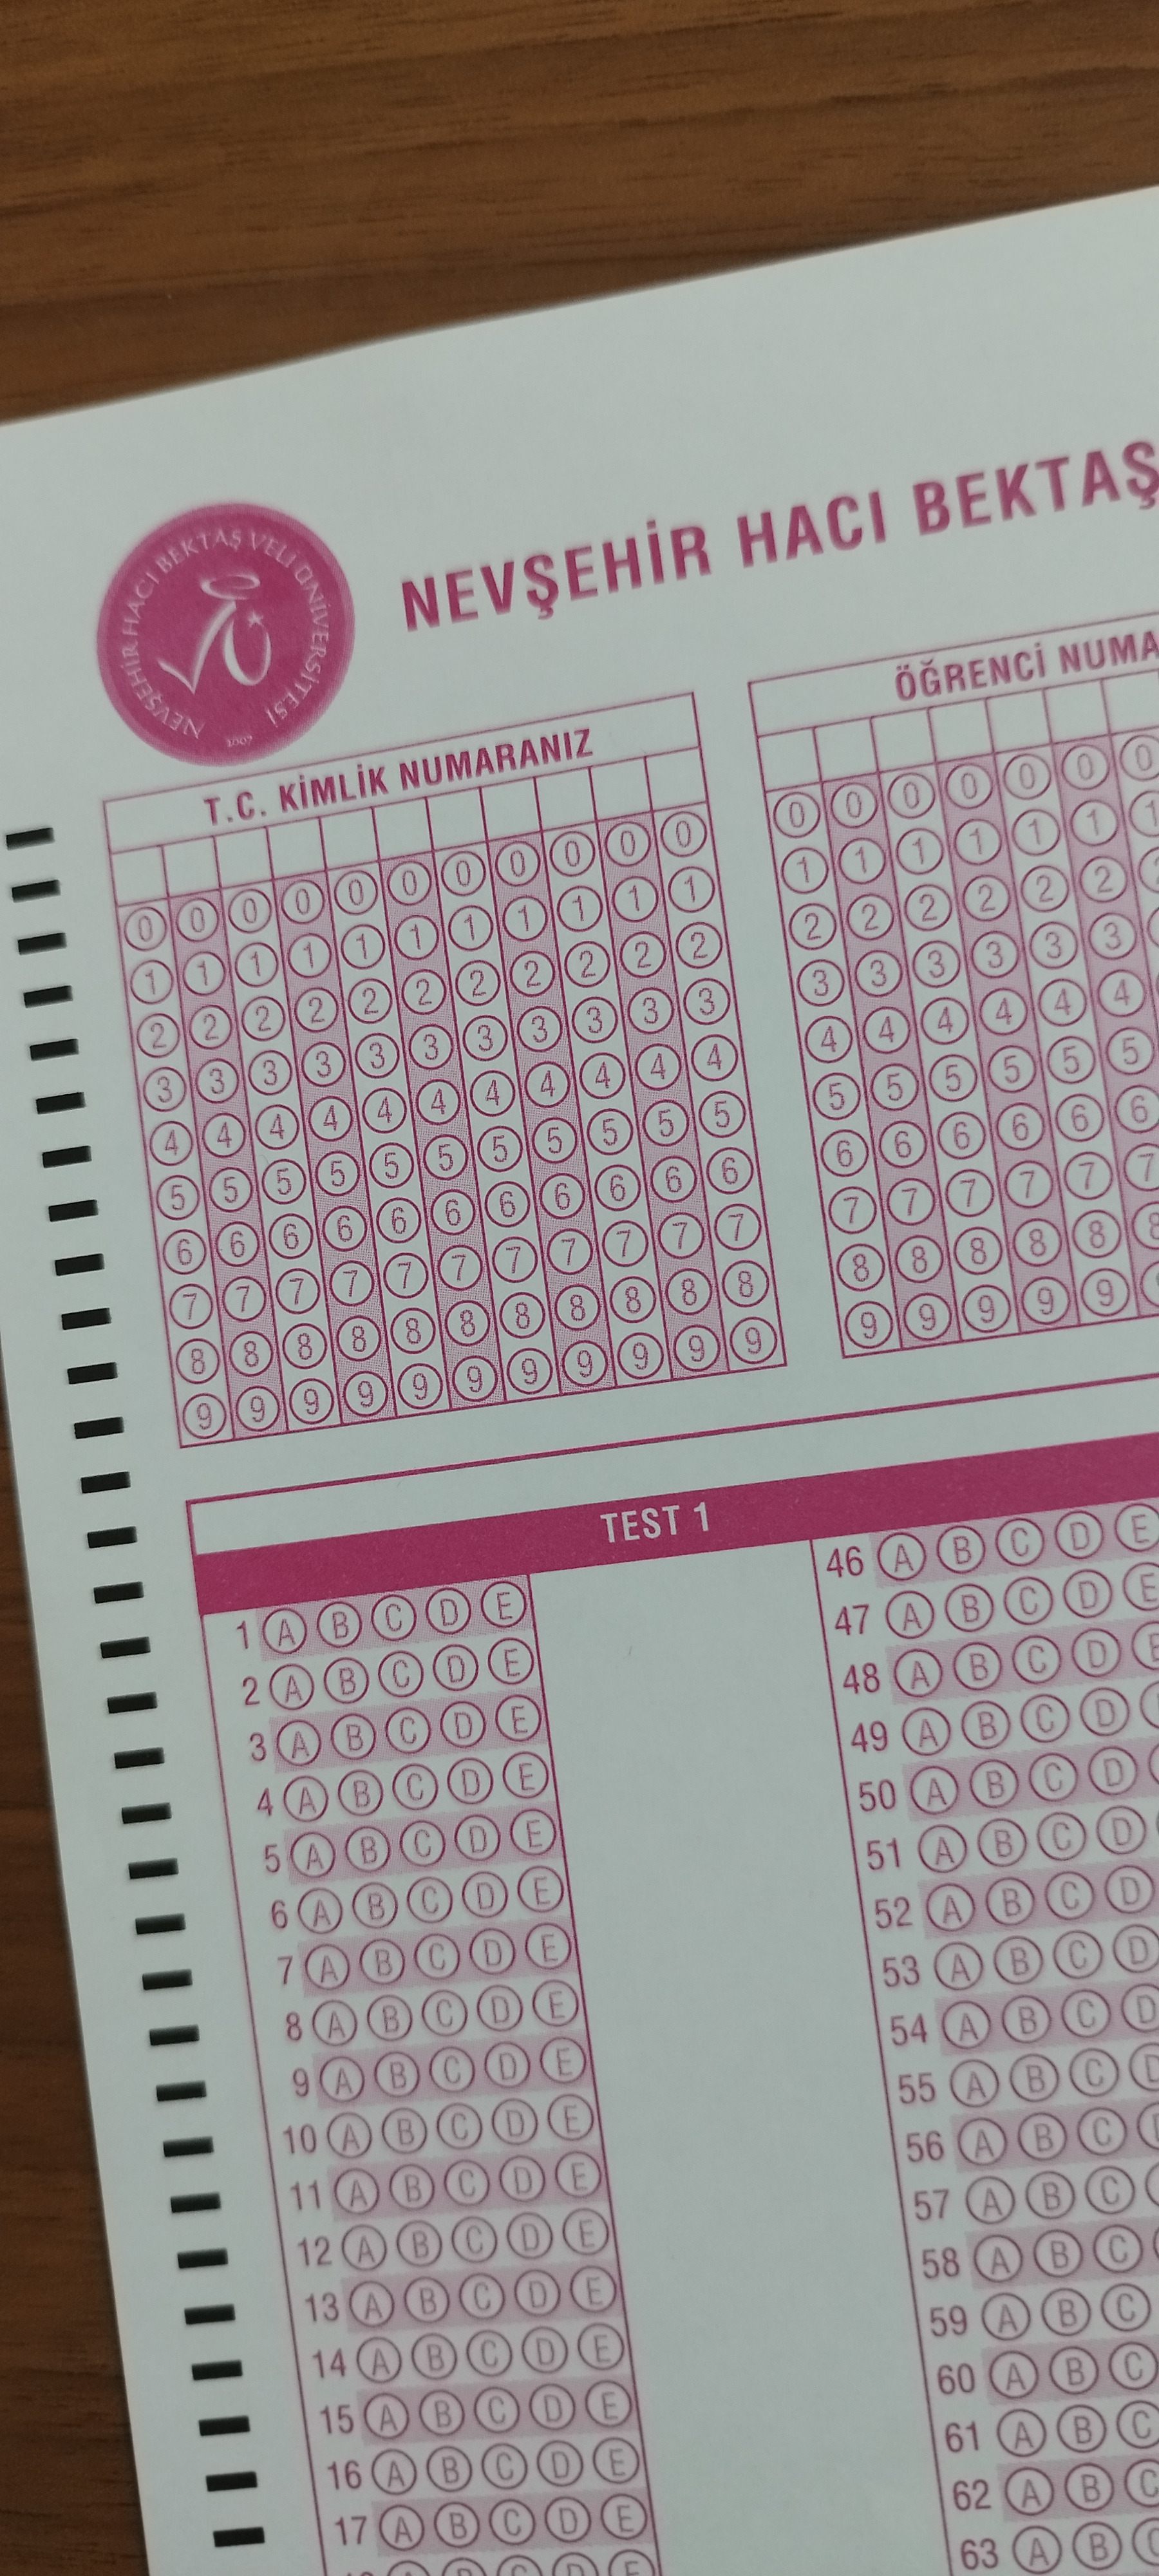 NEVŞEHİR HACI BEKTAŞ VELİ ÜNİVERSİTESİ
2007
NEVŞEHİR HACI BEKTAŞ
T.C. KİMLİK NUMARANIZ
0 0 0 0 0 0 0 0 0 0 0
1 1 1 1 1 1 1 1 1 1 1
2 2 2 2 2 2 2 2 2 2 2
3 3 3 3 3 3 3 3 3 3 3
4 4 4 4 4 4 4 4 4 4 4
5 5 5 5 5 5 5 5 5 5 5
6 6 6 6 6 6 6 6 6 6 6
7 7 7 7 7 7 7 7 7 7 7
8 8 8 8 8 8 8 8 8 8 8
9 9 9 9 9 9 9 9 9 9 9
ÖĞRENCİ NUMA
0 0 0 0 0 0 0
1 1 1 1 1 1 1
2 2 2 2 2 2 2
3 3 3 3 3 3
4 4 4 4 4 4
5 5 5 5 5 5
6 6 6 6 6 6
7 7 7 7 7 7
8 8 8 8 8 8
9 9 9 9 9
TEST 1
1 A B C D E
2 A B C D E
3 A B C D E
4 A B C D E
5 A B C D E
6 A B C D E
7 A B C D E
8 A B C D E
9 A B C D E
10 A B C D E
11 A B C D E
12 A B C D E
13 A B C D E
14 A B C D E
15 A B C D E
16 A B C D E
17 A B C D E
A B C D E
46 A B C D E
47 A B C D E
48 A B C D E
49 A B C D
50 A B C D
51 A B C D
52 A B C D
53 A B C D
54 A B C D
55 A B C D
56 A B C
57 A B C
58 A B C
59 A B C
60 A B C
61 A B C
62 A B C
63 A B